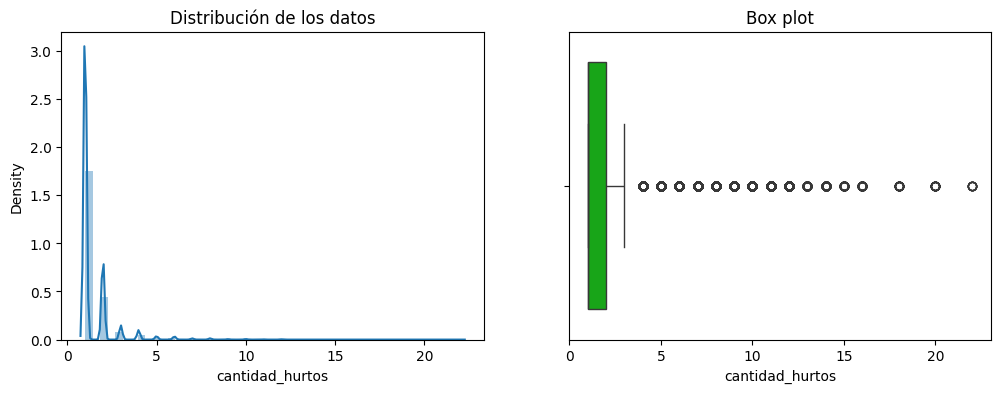 Distribución de los datos
Density
3.0
2.5
2.0
1.5
1.0
0.5
0.0
0 5 10 15 20
cantidad_hurtos
Box plot
0 5 10 15 20
cantidad_hurtos